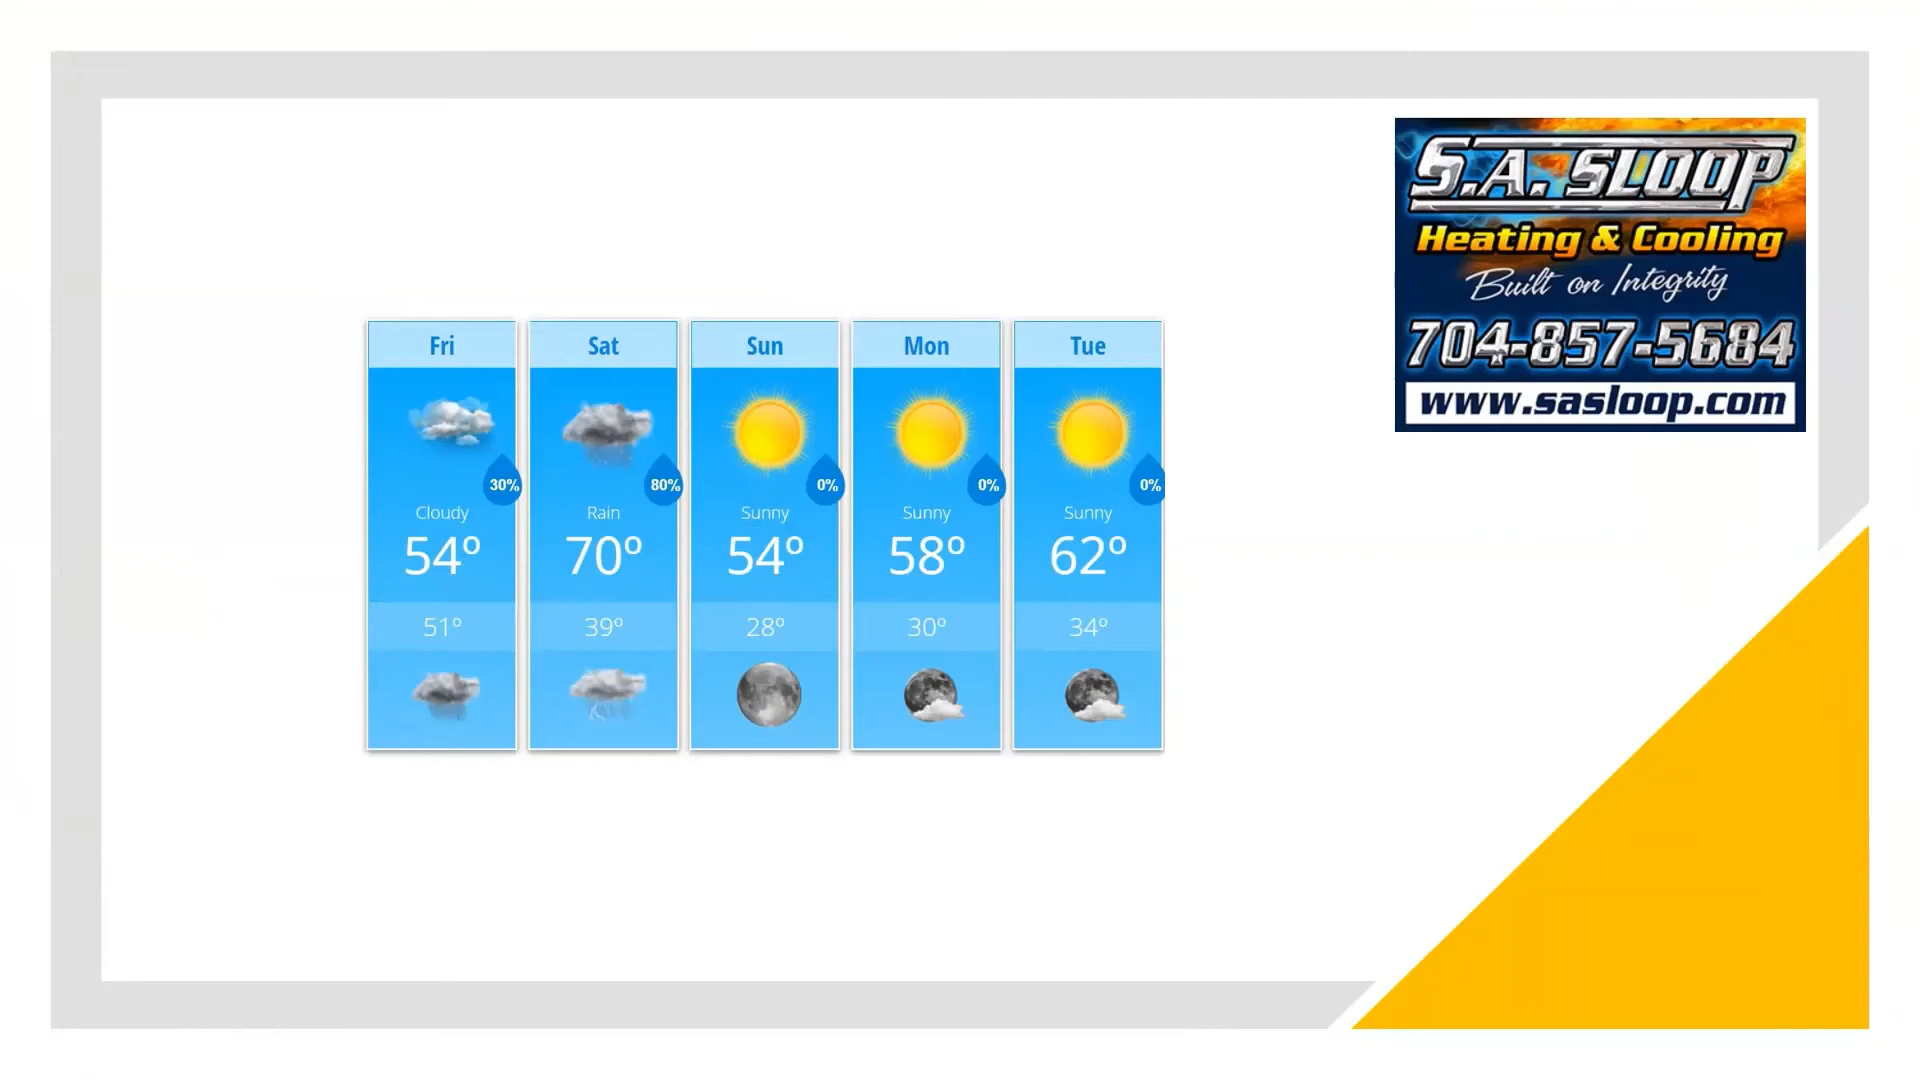 S.A. SLOOP
Heating & Cooling
Built on Integrity
704-857-5684
www.sasloop.com
Fri Sat Sun Mon Tue
30% 80% 0% 0% 0%
Cloudy Rain Sunny Sunny Sunny
54° 70° 54° 58° 62°
51° 39° 28° 30° 34°